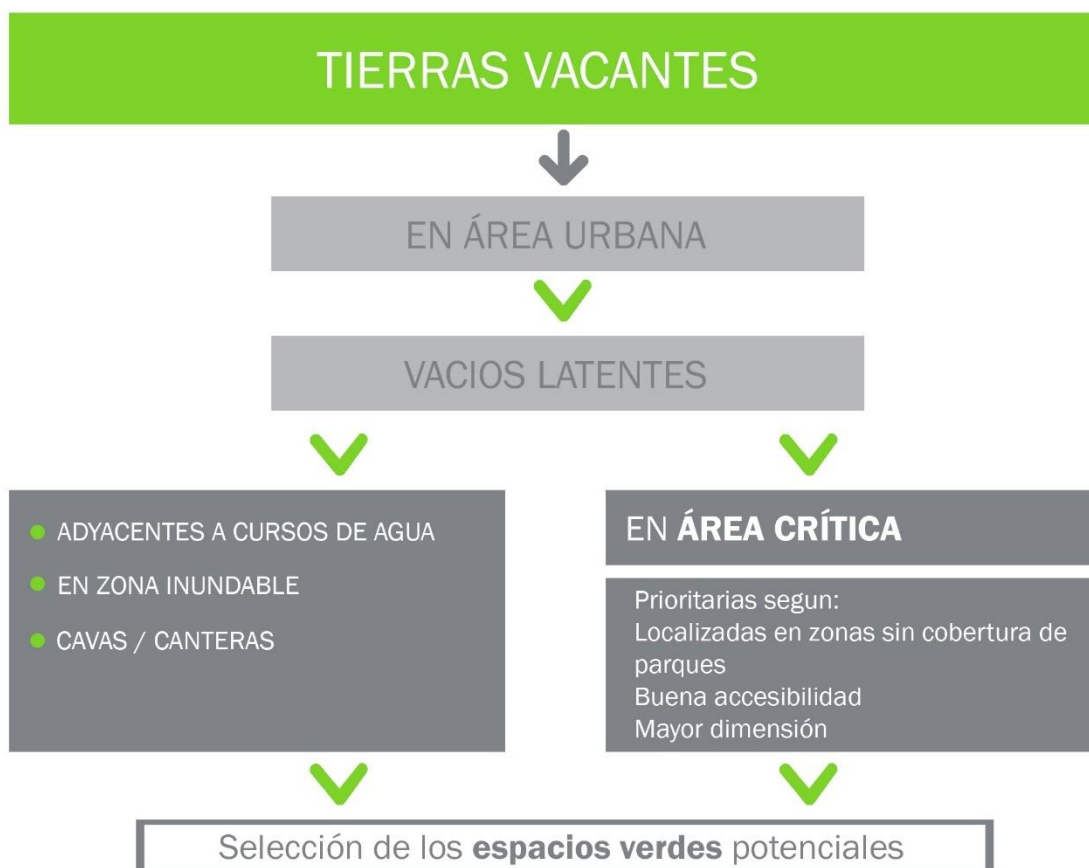 TIERRAS VACANTES
EN ÁREA URBANA
VACIOS LATENTES
ADYACENTES A CURSOS DE AGUA
EN ZONA INUNDABLE
CAVAS / CANTERAS
EN ÁREA CRÍTICA
Prioritarias segun:
Localizadas en zonas sin cobertura de
parques
Buena accesibilidad
Mayor dimensión
Selección de los espacios verdes potenciales